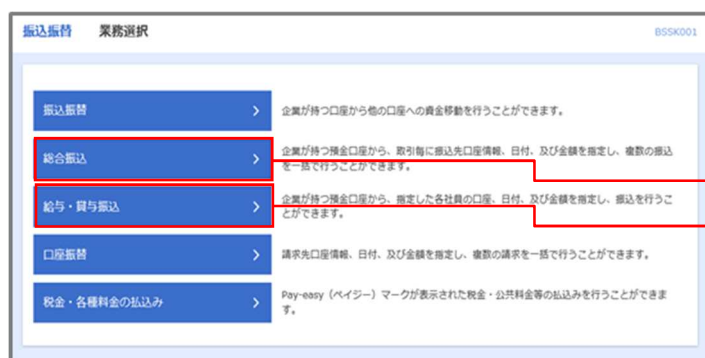 振込振替 業務選択 BSSK001
振込振替 企業が持つ口座から他の口座への資金移動を行うことができます。
総合振込 企業が持つ預金口座から、取引毎に振込先口座情報、日付、及び金額を指定し、複数の振込
を一括で行うことができます。
給与・賞与振込 企業が持つ預金口座から、指定した各社員の口座、日付、及び金額を指定し、振込を行うこ
とができます。
口座振替 請求先口座情報、日付、及び金額を指定し、複数の請求を一括で行うことができます。
税金・各種料金の払込み Pay-easy（ペイジー）マークが表示された税金・公共料金等の払込みを行うことができま
す。